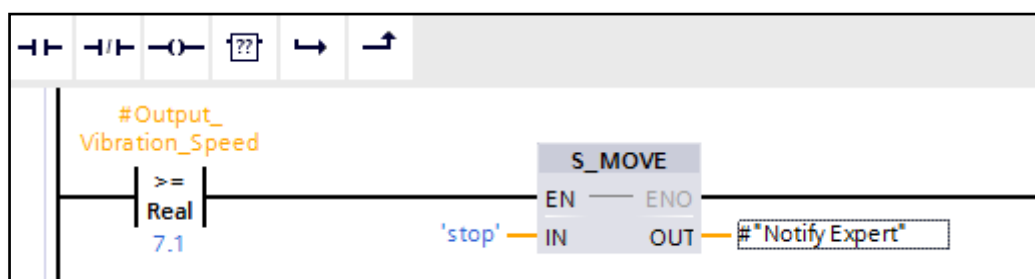 ??
#Output_
Vibration_Speed
>=
Real
7.1
S_MOVE
EN ENO
'stop' IN OUT #"Notify Expert"